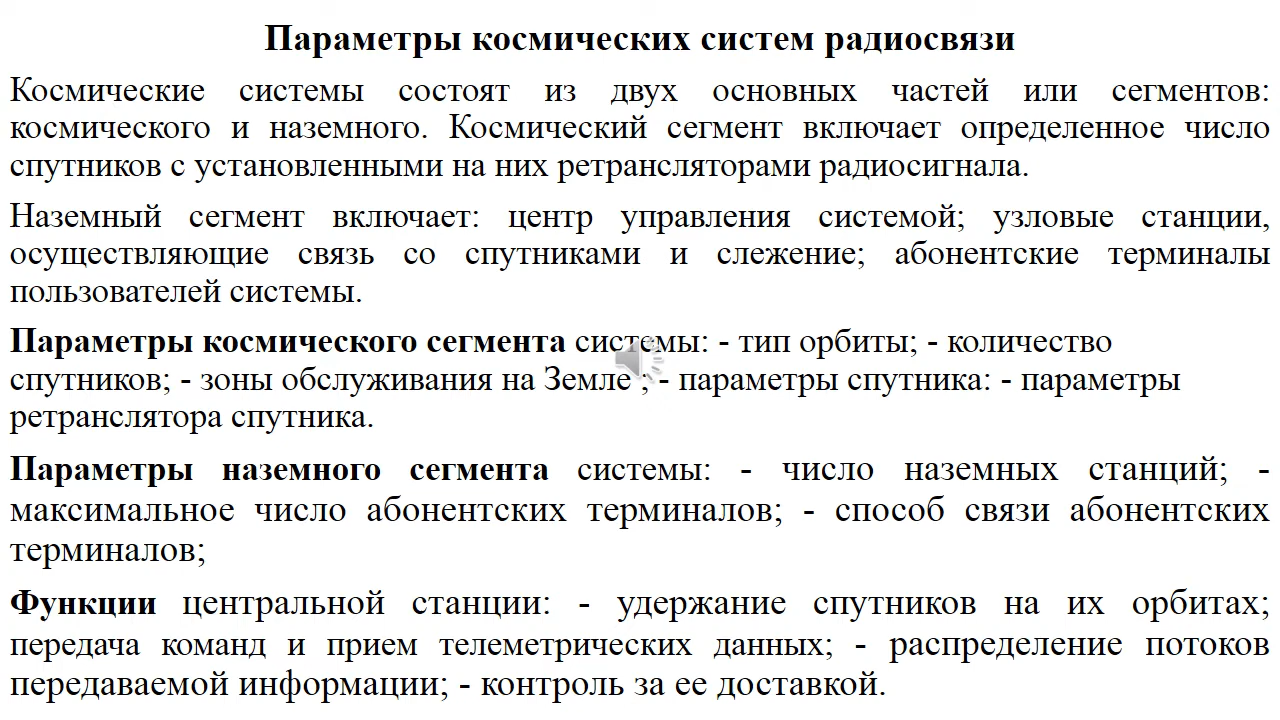 Параметры космических систем радиосвязи
Космические системы состоят из двух основных частей или сегментов:
космического и наземного. Космический сегмент включает определенное число
спутников с установленными на них ретрансляторами радиосигнала.
Наземный сегмент включает: центр управления системой; узловые станции,
осуществляющие связь со спутниками и слежение; абонентские терминалы
пользователей системы.
Параметры космического сегмента системы: - тип орбиты; - количество
спутников; - зоны обслуживания на Земле ; - параметры спутника: - параметры
ретранслятора спутника.
Параметры наземного сегмента системы: - число наземных станций; -
максимальное число абонентских терминалов; - способ связи абонентских
терминалов;
Функции центральной станции: - удержание спутников на их орбитах;
передача команд и прием телеметрических данных; - распределение потоков
передаваемой информации; - контроль за ее доставкой.